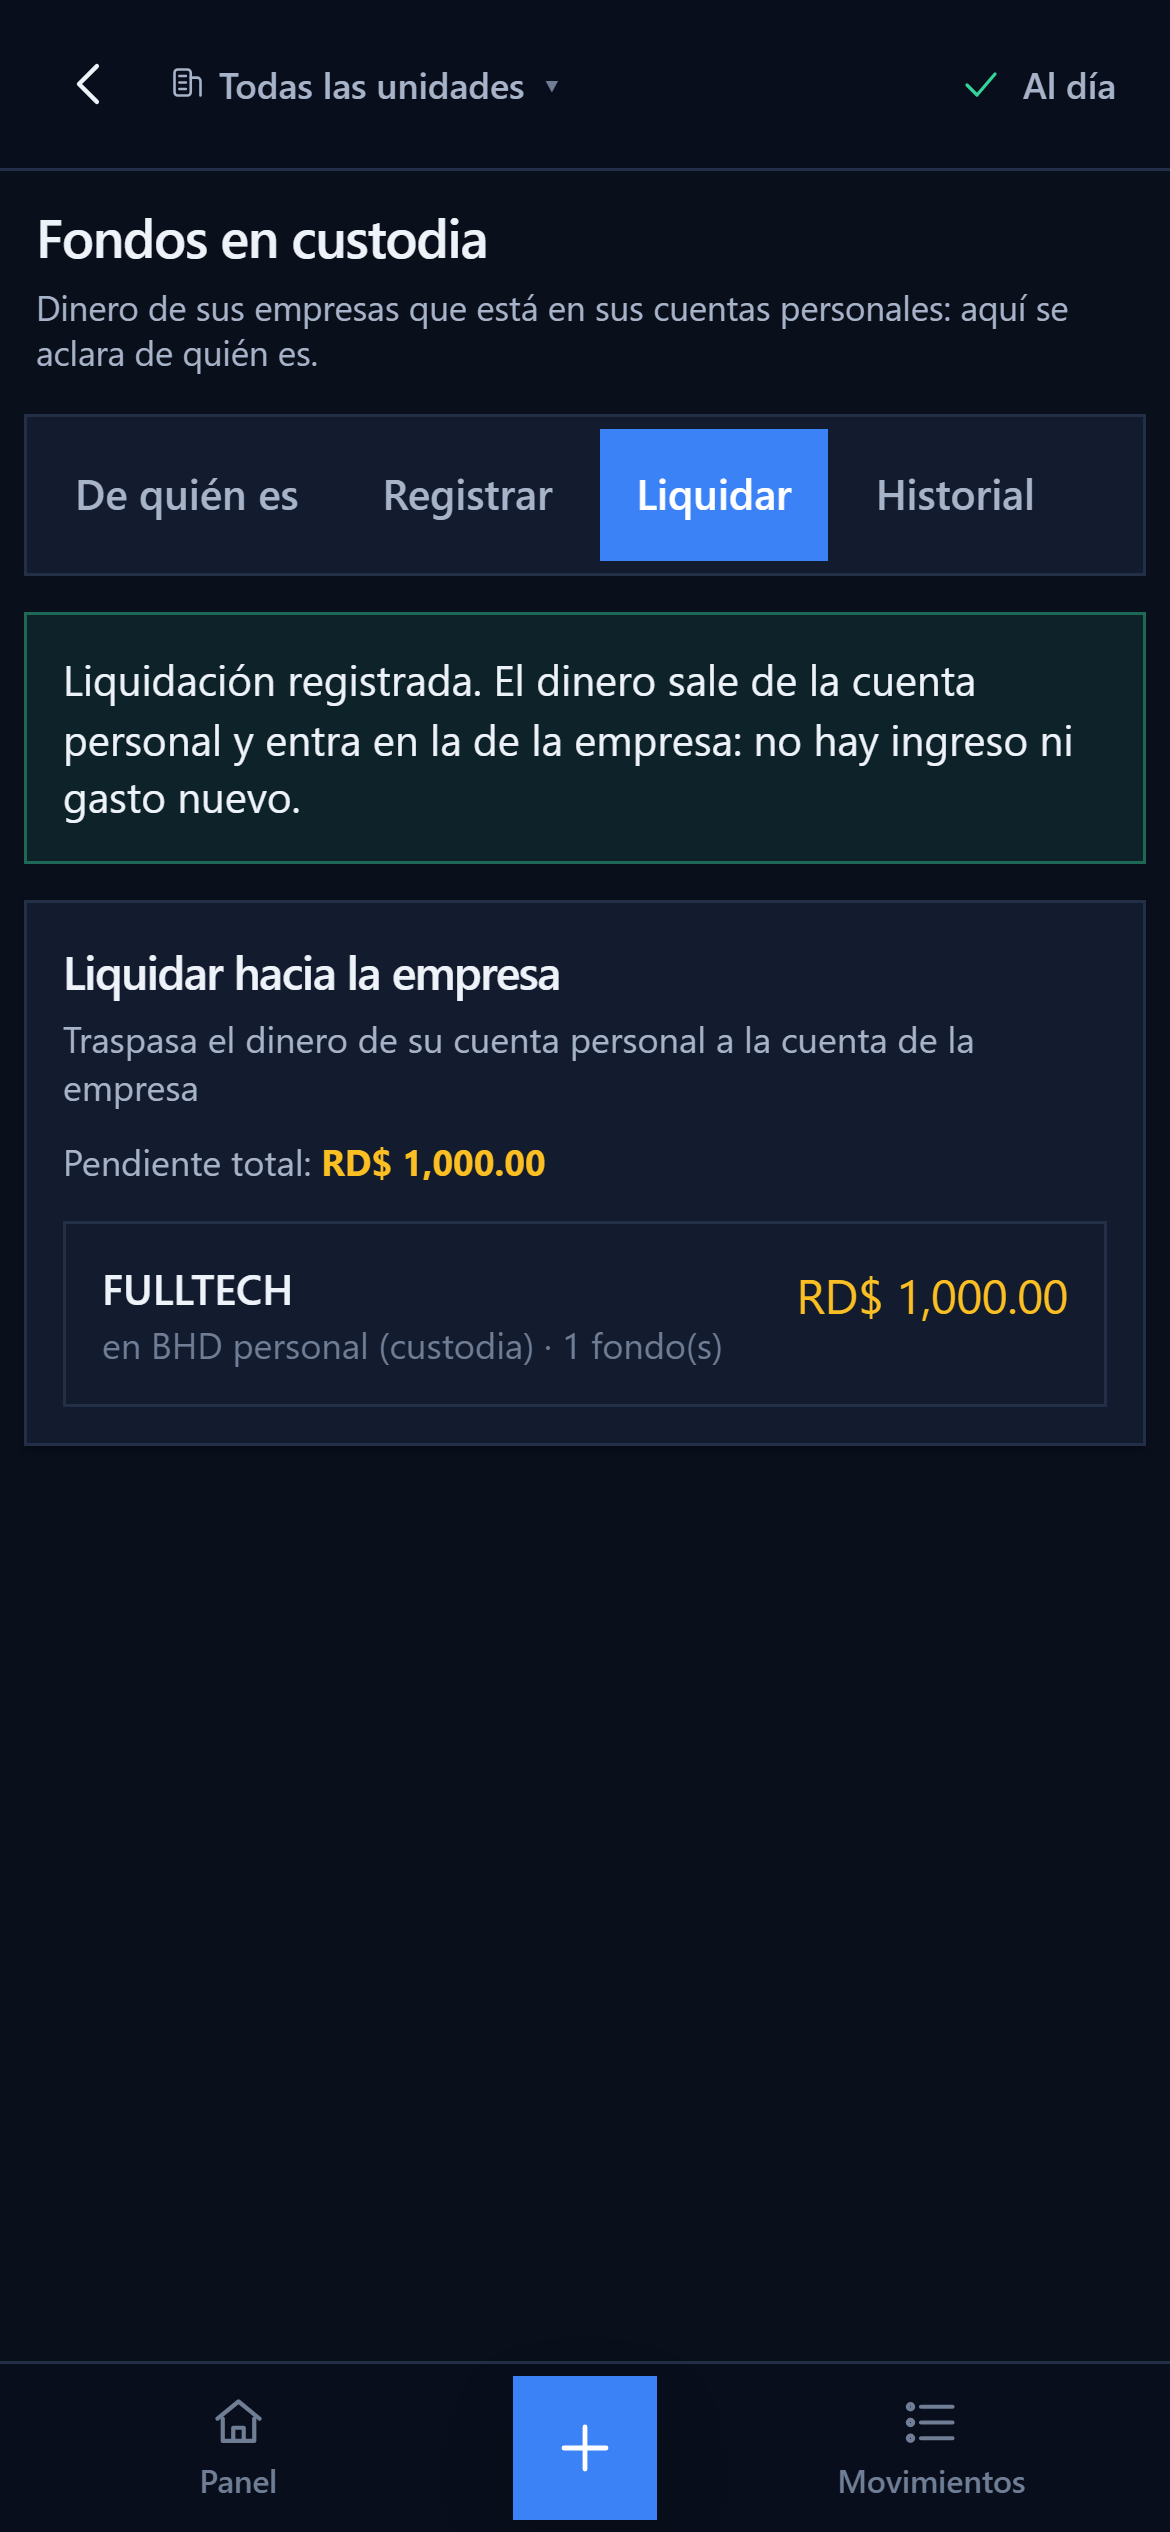 Todas las unidades ▼
Al día
Fondos en custodia
Dinero de sus empresas que está en sus cuentas personales: aquí se
aclara de quién es.
De quién es
Registrar
Liquidar
Historial
Liquidación registrada. El dinero sale de la cuenta
personal y entra en la de la empresa: no hay ingreso ni
gasto nuevo.
Liquidar hacia la empresa
Traspasa el dinero de su cuenta personal a la cuenta de la
empresa
Pendiente total: RD$ 1,000.00
FULLTECH
RD$ 1,000.00
en BHD personal (custodia) · 1 fondo(s)
Panel
Movimientos